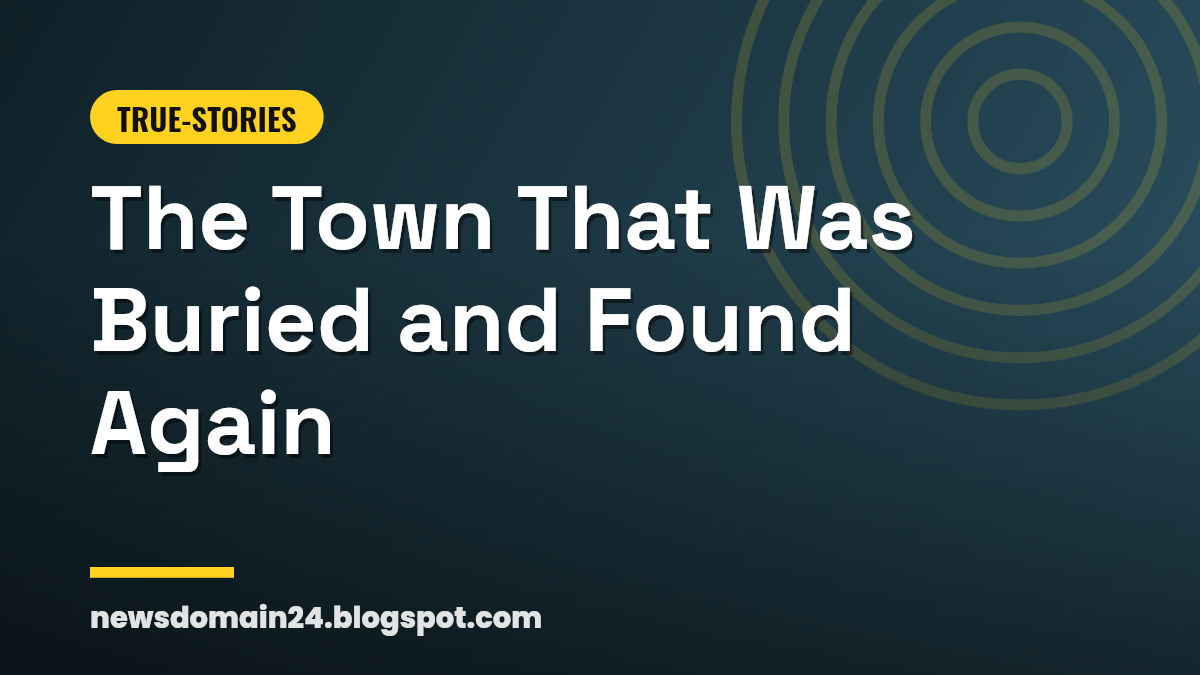 TRUE-STORIES
The Town That Was
Buried and Found
Again
newsdomain24.blogspot.com